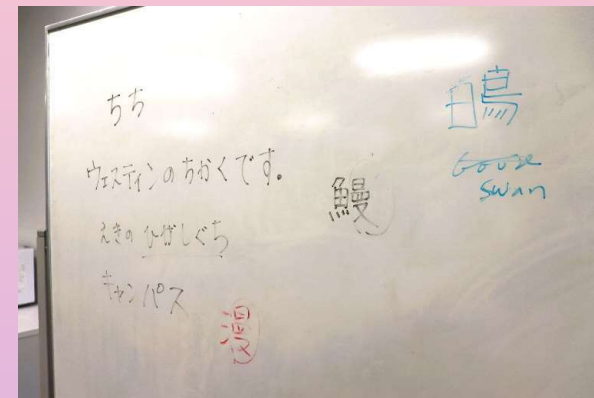 ちち
ウェスティンのちかくです。
えきの ひがしぐち
キャンパス
鰻
白鳥
Goose
Swan